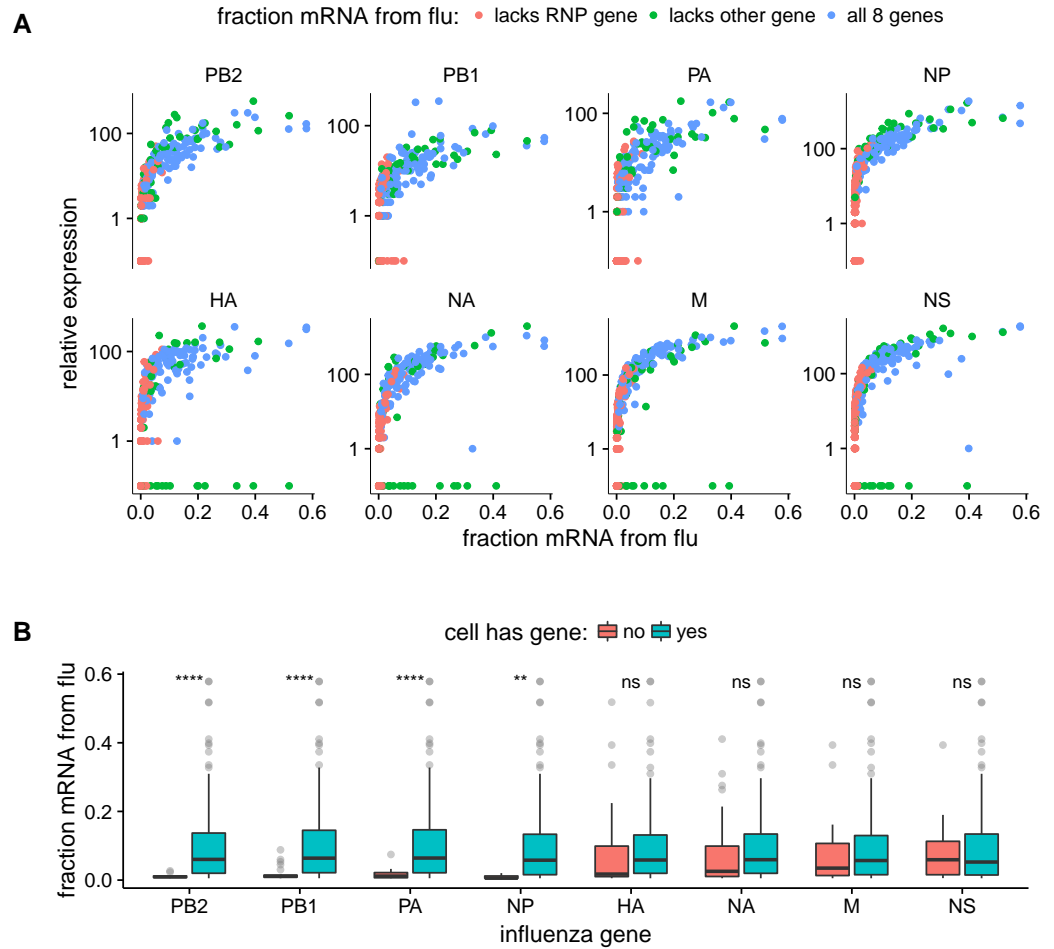 A
fraction mRNA from flu: lacks RNP gene lacks other gene all 8 genes
PB2 PB1 PA NP
100 100 100 100
1 1 1 1
relative expression
HA NA M NS
100 100 100 100
1 1 1 1
0.0 0.2 0.4 0.6 0.0 0.2 0.4 0.6 0.0 0.2 0.4 0.6 0.0 0.2 0.4 0.6
fraction mRNA from flu
B
cell has gene: no yes
fraction mRNA from flu
0.6
0.4
0.2
0.0
**** **** **** ** ns ns ns ns
PB2 PB1 PA NP HA NA M NS
influenza gene